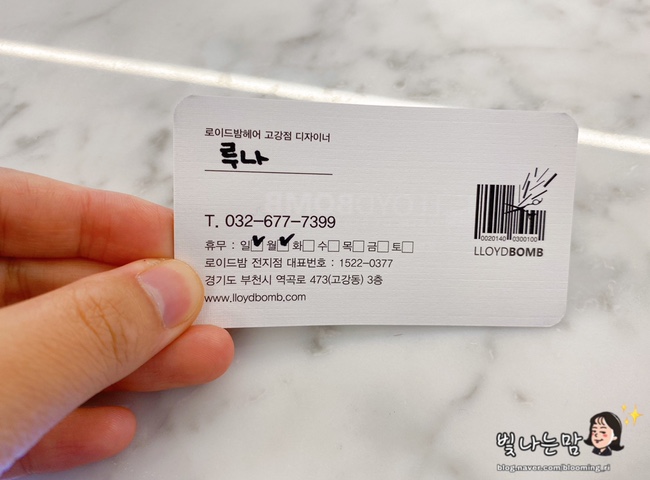 로이드밤헤어 고강점 디자이너
루나
T. 032-677-7399
휴무 : 일☑ 월☑ 화☐ 수☐ 목☐ 금☐ 토☐
로이드밤 전지점 대표번호 : 1522-0377
경기도 부천시 역곡로 473(고강동) 3층
www.lloydbomb.com
0020140 0300100
LLOYDBOMB
빛나는맘
blog.naver.com/blooming_ri